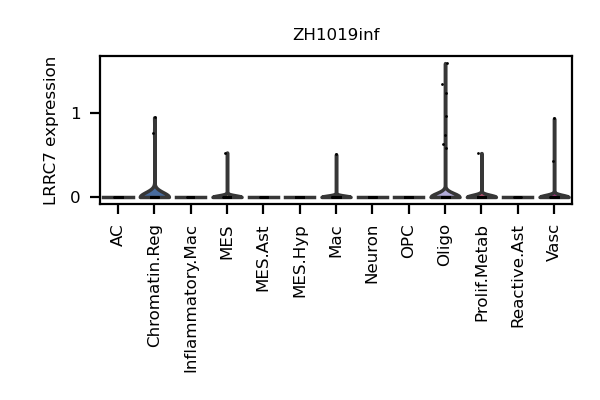 ZH1019inf
LRRC7 expression
1
0
AC
Chromatin.Reg
Inflammatory.Mac
MES
MES.Ast
MES.Hyp
Mac
Neuron
OPC
Oligo
Prolif.Metab
Reactive.Ast
Vasc